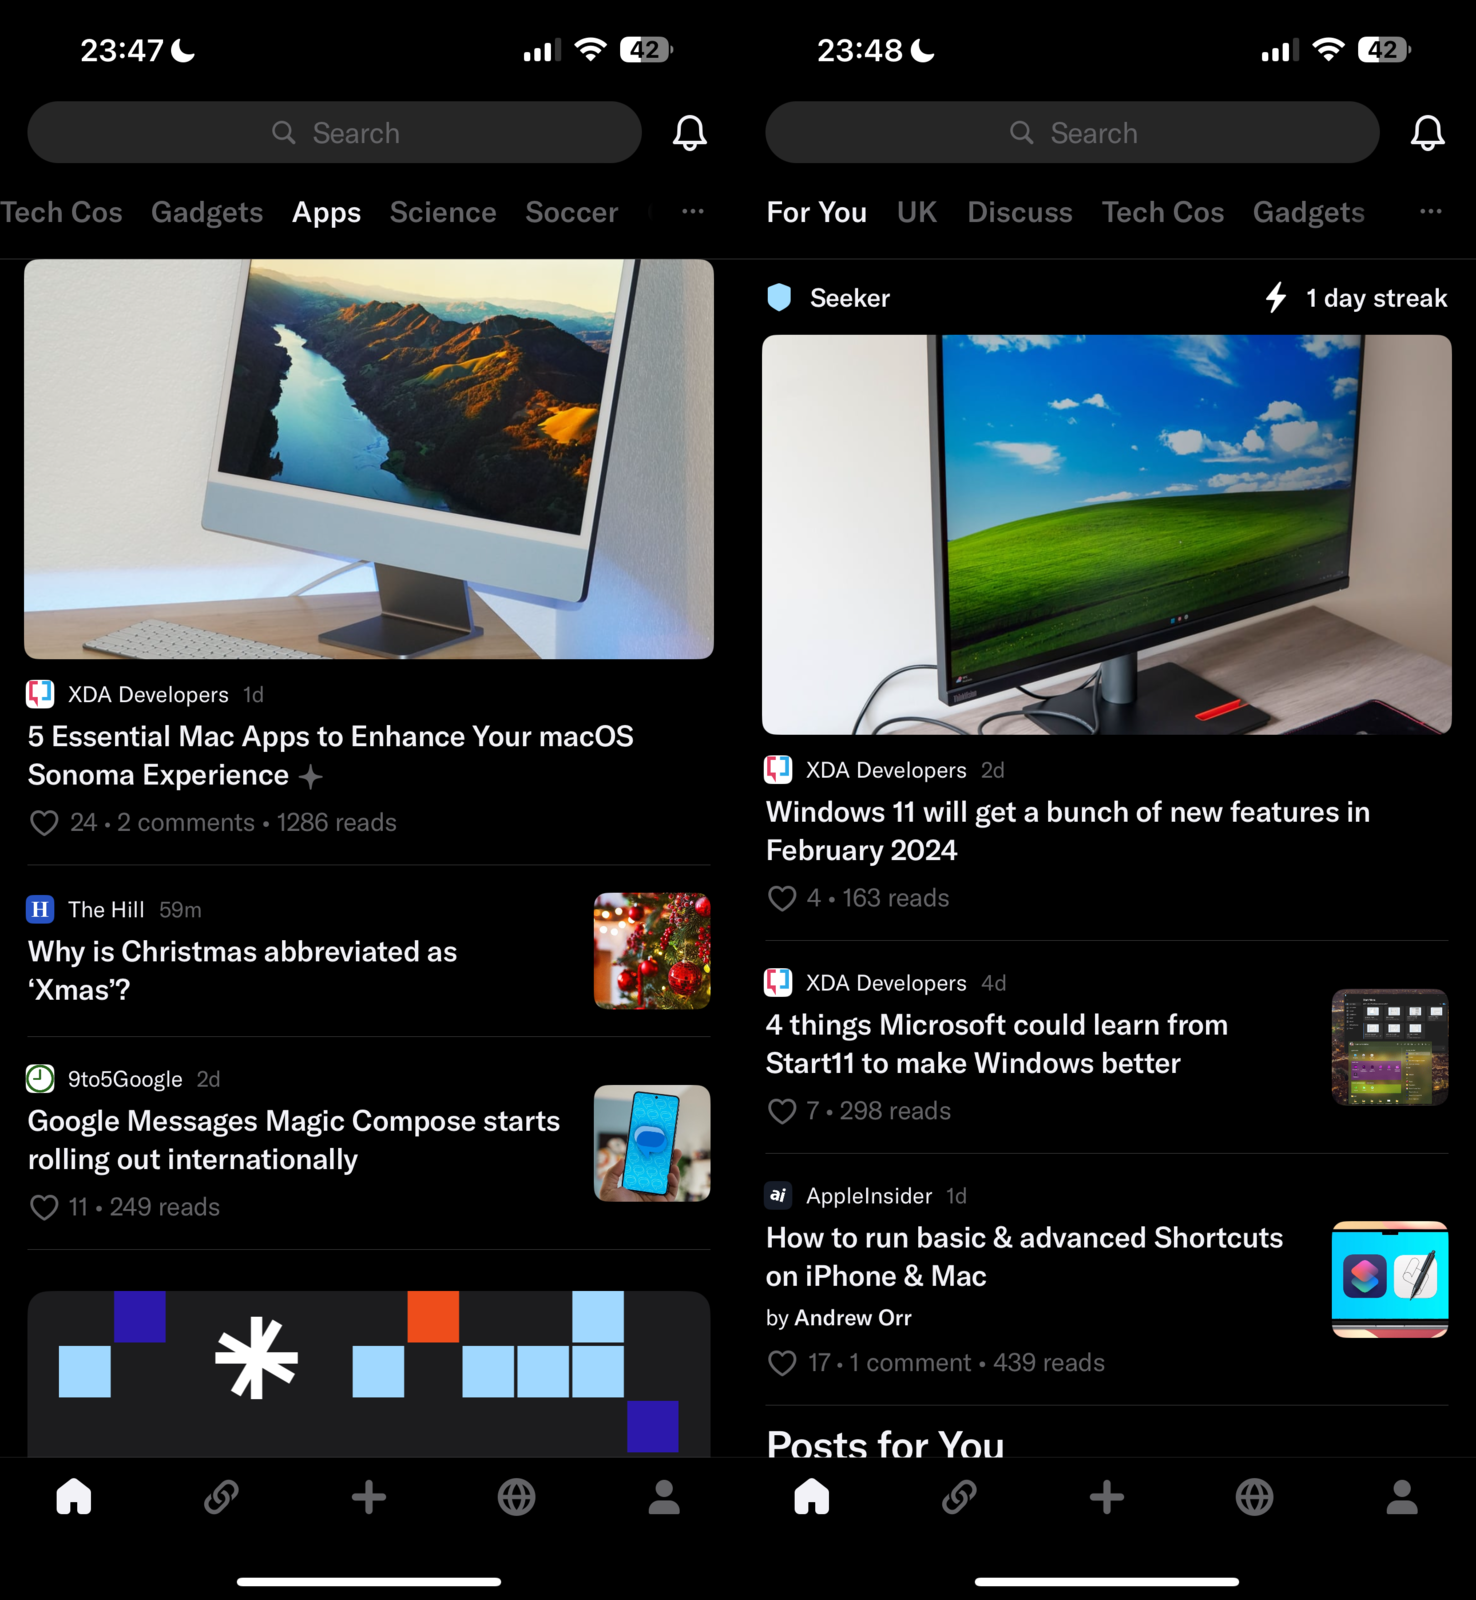 23:47
42
Search
Tech Cos Gadgets Apps Science Soccer
XDA Developers 1d
5 Essential Mac Apps to Enhance Your macOS
Sonoma Experience
24 • 2 comments • 1286 reads
H The Hill 59m
Why is Christmas abbreviated as
‘Xmas’?
9to5Google 2d
Google Messages Magic Compose starts
rolling out internationally
11 • 249 reads
23:48
42
Search
For You UK Discuss Tech Cos Gadgets
Seeker 1 day streak
XDA Developers 2d
Windows 11 will get a bunch of new features in
February 2024
4 • 163 reads
XDA Developers 4d
4 things Microsoft could learn from
Start11 to make Windows better
7 • 298 reads
ai AppleInsider 1d
How to run basic & advanced Shortcuts
on iPhone & Mac
by Andrew Orr
17 • 1 comment • 439 reads
Posts for You